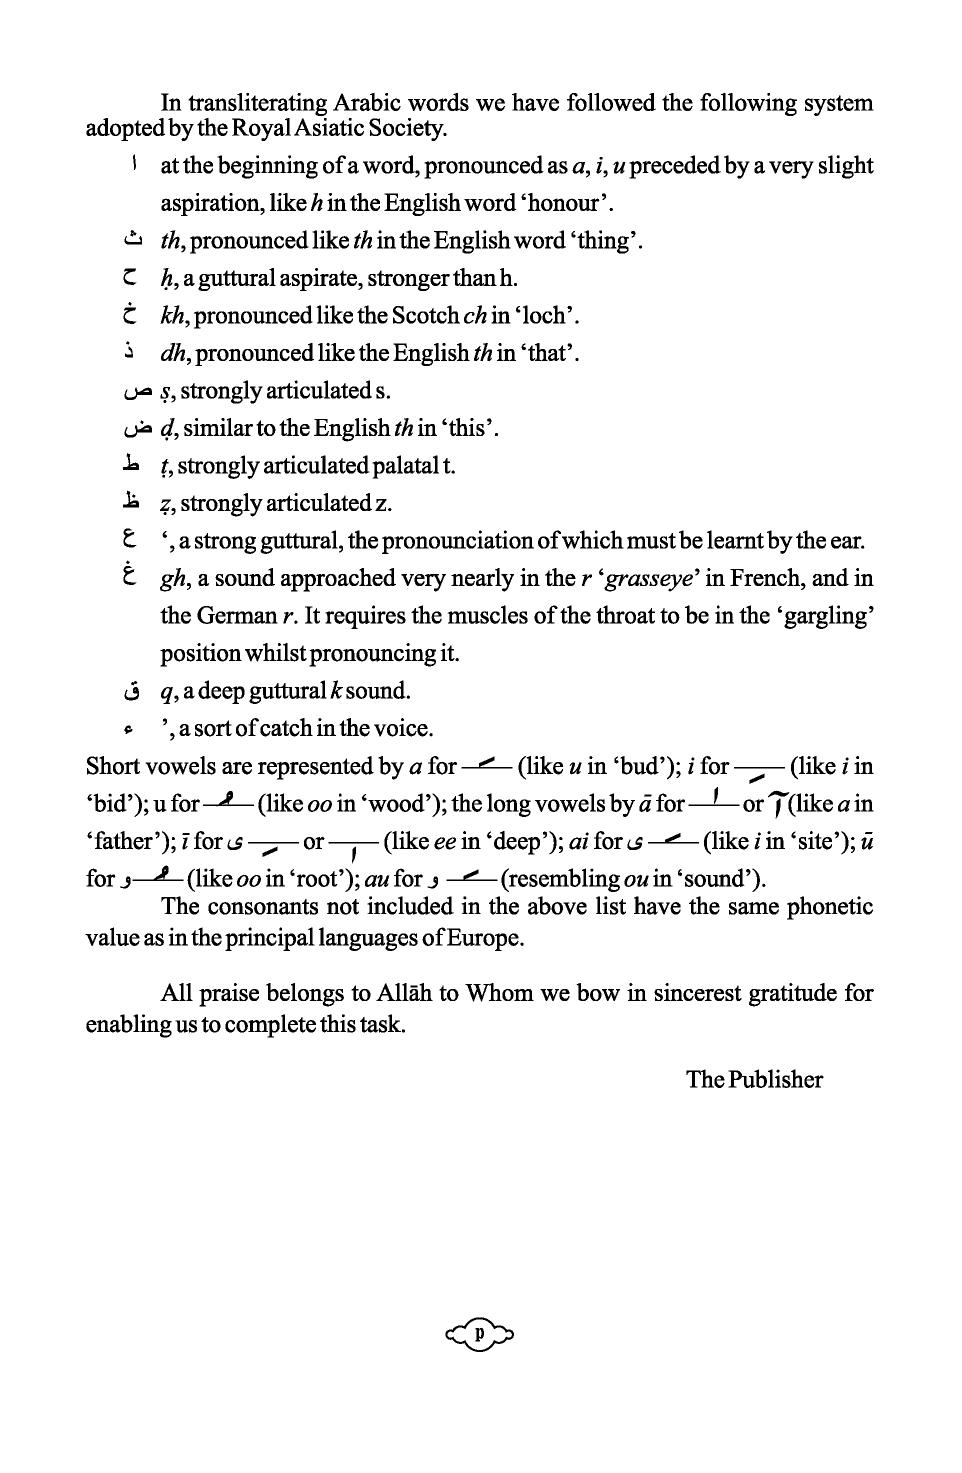 In transliterating Arabic words we have followed the following system
adopted by the Royal Asiatic Society.
ا at the beginning of a word, pronounced as a, i, u preceded by a very slight
aspiration, like h in the English word ‘honour’.
ث th, pronounced like th in the English word ‘thing’.
ح ḥ, a guttural aspirate, stronger than h.
خ kh, pronounced like the Scotch ch in ‘loch’.
ذ dh, pronounced like the English th in ‘that’.
ص ṣ, strongly articulated s.
ض ḍ, similar to the English th in ‘this’.
ط ṭ, strongly articulated palatal t.
ظ ẓ, strongly articulated z.
ع ‘, a strong guttural, the pronounciation of which must be learnt by the ear.
غ gh, a sound approached very nearly in the r ‘grasseye’ in French, and in
the German r. It requires the muscles of the throat to be in the ‘gargling’
position whilst pronouncing it.
ق q, a deep guttural k sound.
ء ’, a sort of catch in the voice.
Short vowels are represented by a for —َ— (like u in ‘bud’); i for —ِ— (like i in
‘bid’); u for —ُ— (like oo in ‘wood’); the long vowels by ā for —ٰ— or آ (like a in
‘father’); ī for ى —ِ— or —ٖ— (like ee in ‘deep’); ai for ى —َ— (like i in ‘site’); ū
for و —ُ— (like oo in ‘root’); au for و —َ— (resembling ou in ‘sound’).
The consonants not included in the above list have the same phonetic
value as in the principal languages of Europe.
All praise belongs to Allāh to Whom we bow in sincerest gratitude for
enabling us to complete this task.
The Publisher
p